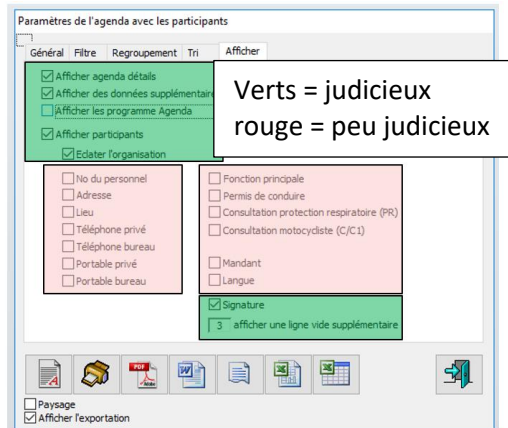 Paramètres de l'agenda avec les participants
Général Filtre Regroupement Tri Afficher
Afficher agenda détails
Afficher des données supplémentaire
Afficher les programme Agenda
Afficher participants
Eclater l'organisation
Verts = judicieux
rouge = peu judicieux
No du personnel
Adresse
Lieu
Téléphone privé
Téléphone bureau
Portable privé
Portable bureau
Fonction principale
Permis de conduire
Consultation protection respiratoire (PR)
Consultation motocycliste (C/C1)
Mandant
Langue
Signature
3 afficher une ligne vide supplémentaire
PDF
Adobe
Paysage
Afficher l'exportation